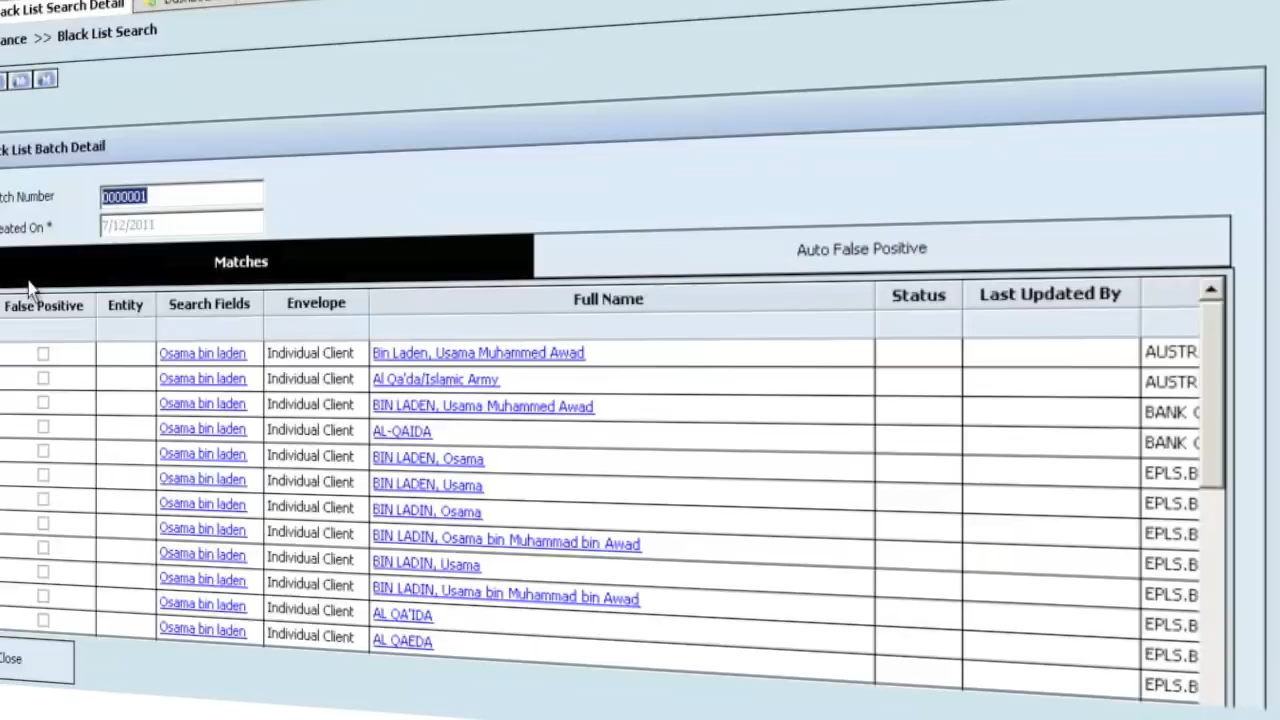 ack List Search Detail
ance >> Black List Search
ck List Batch Detail
tch Number 0000001
eated On * 7/12/2011
Matches Auto False Positive
False Positive Entity Search Fields Envelope Full Name Status Last Updated By
Osama bin laden Individual Client Bin Laden, Usama Muhammed Awad AUSTR
Osama bin laden Individual Client Al Qa'da/Islamic Army AUSTR
Osama bin laden Individual Client BIN LADEN, Usama Muhammed Awad BANK
Osama bin laden Individual Client AL-QAIDA BANK
Osama bin laden Individual Client BIN LADEN, Osama EPLS.B
Osama bin laden Individual Client BIN LADEN, Usama EPLS.B
Osama bin laden Individual Client BIN LADIN, Osama EPLS.B
Osama bin laden Individual Client BIN LADIN, Osama bin Muhammad bin Awad EPLS.B
Osama bin laden Individual Client BIN LADIN, Usama EPLS.B
Osama bin laden Individual Client BIN LADIN, Usama bin Muhammad bin Awad EPLS.B
Osama bin laden Individual Client AL QA'IDA EPLS.B
Osama bin laden Individual Client AL QAEDA EPLS.B
Close